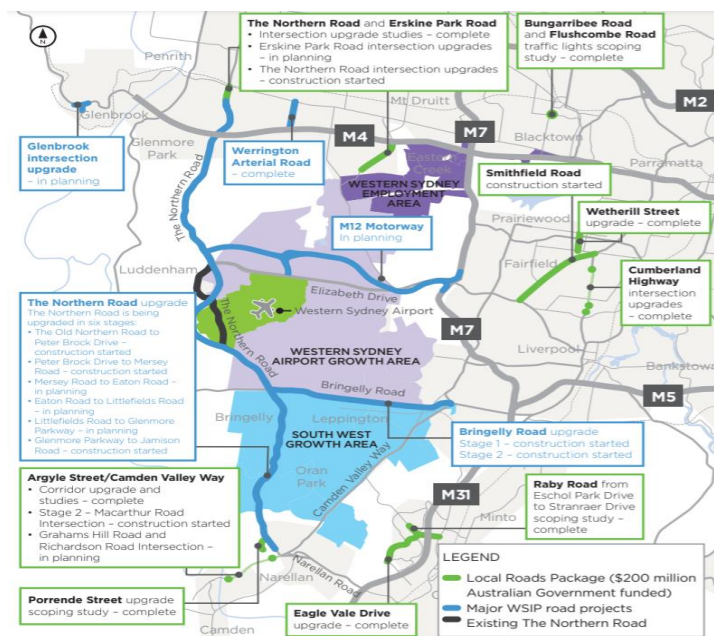 The Northern Road and Erskine Park Road
• Intersection upgrade studies – complete
• Erskine Park Road intersection upgrades
– in planning
• The Northern Road intersection upgrades
– construction started
Bungarribee Road
and Flushcombe Road
traffic lights scoping
study – complete
N
Penrith
Mt Druitt
M2
Glenbrook
Glenmore
Park
M4
M7
Blacktown
Parramatta
Glenbrook
intersection
upgrade
– in planning
Werrington
Arterial Road
– complete
Eastern
Creek
WESTERN SYDNEY
EMPLOYMENT
AREA
Smithfield Road
construction started
The Northern Road
Prairiewood
Wetherill Street
upgrade – complete
M12 Motorway
In planning
Luddenham
Fairfield
Elizabeth Drive
Cumberland
Highway
intersection
upgrades
– complete
The Northern Road upgrade
The Northern Road is being
upgraded in six stages:
• The Old Northern Road to
Peter Brock Drive –
construction started
• Peter Brock Drive to Mersey
Road – construction started
• Mersey Road to Eaton Road –
in planning
• Eaton Road to Littlefields Road
– in planning
• Littlefields Road to Glenmore
Parkway – in planning
• Glenmore Parkway to Jamison
Road – construction started
The Northern Road
Western Sydney Airport
M7
WESTERN SYDNEY
AIRPORT GROWTH AREA
Liverpool
Bankstown
Bringelly Road
M5
Bringelly
Leppington
SOUTH WEST
GROWTH AREA
Bringelly Road upgrade
Stage 1 – construction started
Stage 2 – construction started
Oran
Park
Camden Valley Way
Argyle Street/Camden Valley Way
• Corridor upgrade and
studies – complete
• Stage 2 – Macarthur Road
Intersection – construction started
• Grahams Hill Road and
Richardson Road Intersection –
in planning
M31
Raby Road from
Eschol Park Drive
to Stranraer Drive
scoping study –
complete
Minto
Narellan Road
Narellan
Porrende Street upgrade
scoping study – complete
Camden
Eagle Vale Drive
upgrade – complete
LEGEND
Local Roads Package ($200 million
Australian Government funded)
Major WSIP road projects
Existing The Northern Road